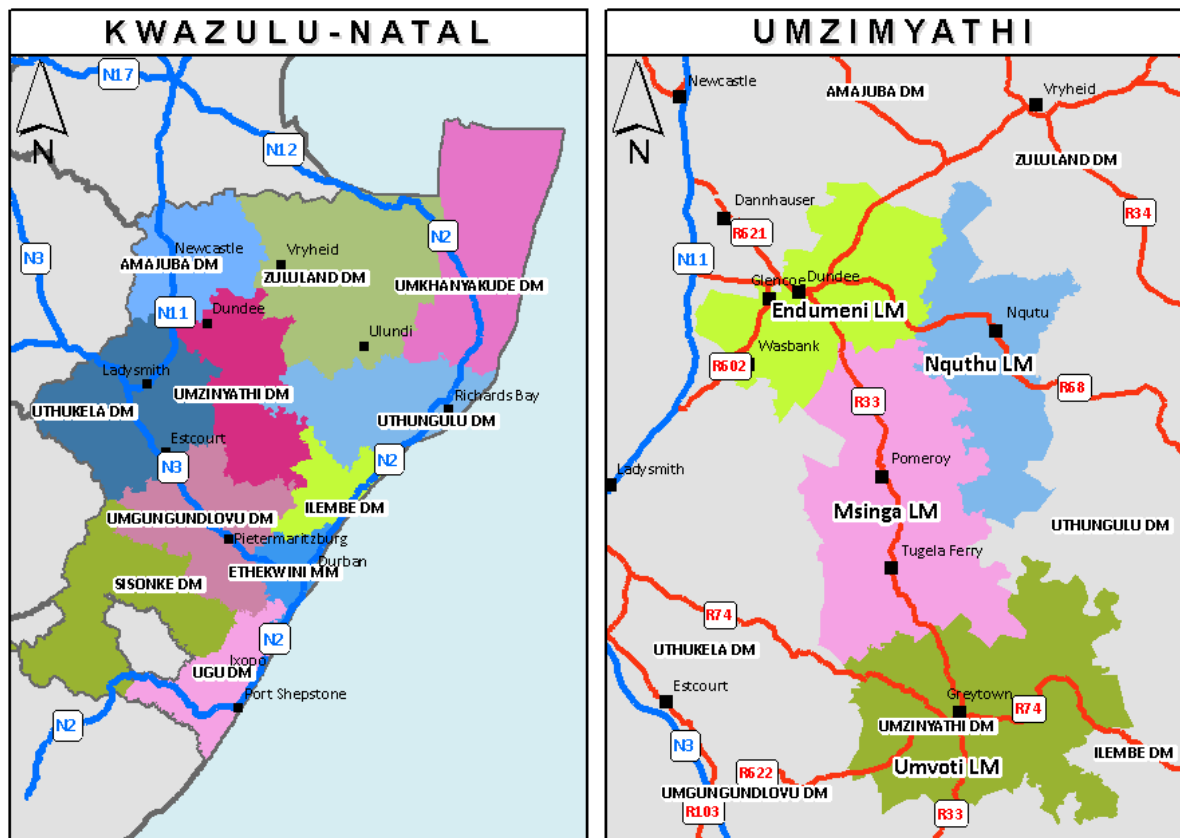 KWAZULU-NATAL
N17
N12
N3
N2
Newcastle
AMAJUBA DM
Vryheid
ZULULAND DM
UMKHANYAKUDE DM
N11
Dundee
Ulundi
Ladysmith
UMZINYATHI DM
UTHUKELA DM
Richards Bay
UTHUNGULU DM
Estcourt
N3
N2
ILEMBE DM
UMGUNGUNDLOVU DM
Pietermaritzburg
Durban
ETHEKWINI MM
SISONKE DM
N2
Ixopo
UGU DM
Port Shepstone
N2
N
UMZIMYATHI
N
Newcastle
AMAJUBA DM
Vryheid
ZULULAND DM
Dannhauser
R621
R34
N11
Glencoe
Dundee
Endumeni LM
Nqutu
Wasbank
R602
Nquthu LM
R68
R33
Ladysmith
Pomeroy
Msinga LM
UTHUNGULU DM
Tugela Ferry
R74
UTHUKELA DM
Estcourt
Greytown
R74
UMZINYATHI DM
N3
ILEMBE DM
Umvoti LM
R622
UMGUNGUNDLOVU DM
R103
R33